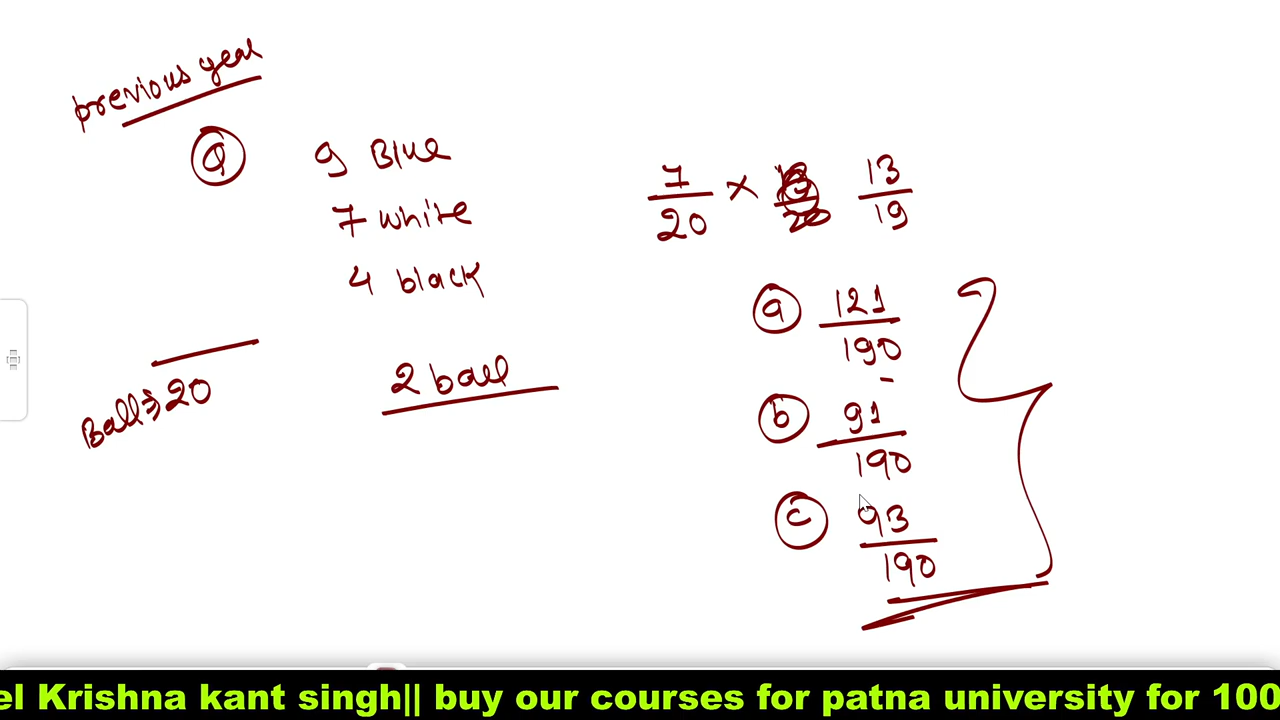 previous year
Q 9 Blue
7 white
4 black
Ball ⇒ 20
2 ball
7/20 × 13/19
a 121/190
b 91/190
c 93/190
el Krishna kant singh|| buy our courses for patna university for 100